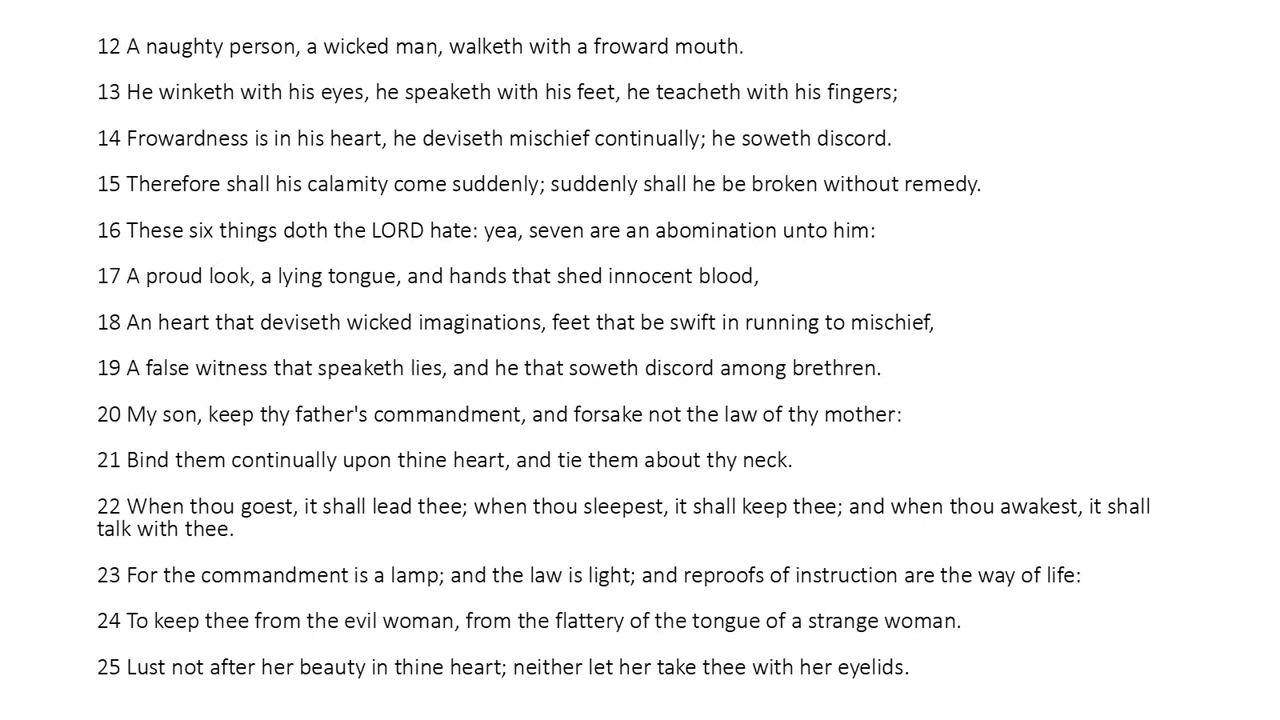 12 A naughty person, a wicked man, walketh with a froward mouth.
13 He winketh with his eyes, he speaketh with his feet, he teacheth with his fingers;
14 Frowardness is in his heart, he deviseth mischief continually; he soweth discord.
15 Therefore shall his calamity come suddenly; suddenly shall he be broken without remedy.
16 These six things doth the LORD hate: yea, seven are an abomination unto him:
17 A proud look, a lying tongue, and hands that shed innocent blood,
18 An heart that deviseth wicked imaginations, feet that be swift in running to mischief,
19 A false witness that speaketh lies, and he that soweth discord among brethren.
20 My son, keep thy father's commandment, and forsake not the law of thy mother:
21 Bind them continually upon thine heart, and tie them about thy neck.
22 When thou goest, it shall lead thee; when thou sleepest, it shall keep thee; and when thou awakest, it shall
talk with thee.
23 For the commandment is a lamp; and the law is light; and reproofs of instruction are the way of life:
24 To keep thee from the evil woman, from the flattery of the tongue of a strange woman.
25 Lust not after her beauty in thine heart; neither let her take thee with her eyelids.